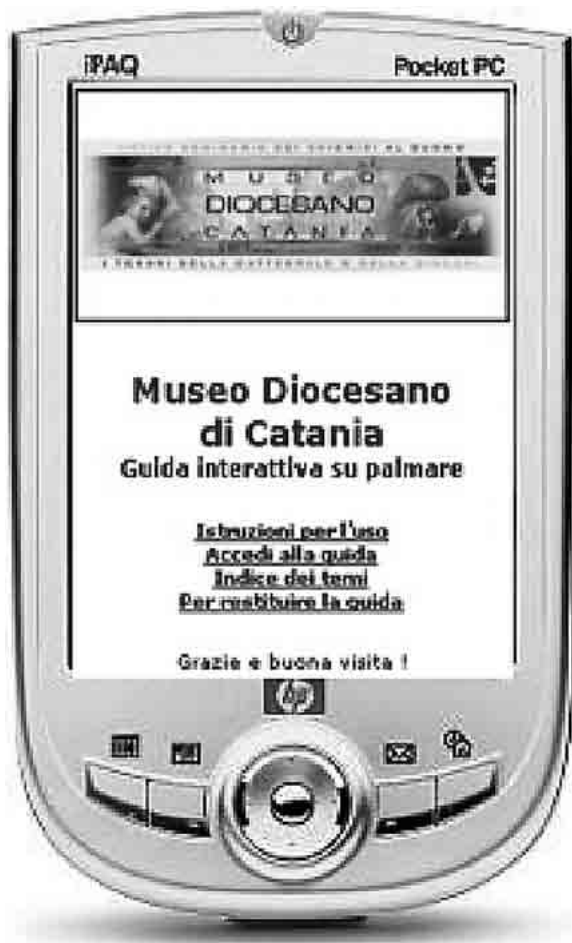 iPAQ Pocket PC
MUSEO
DIOCESANO
CATANIA
Museo Diocesano
di Catania
Guida interattiva su palmare
Istruzioni per l'uso
Accedi alla guida
Indice dei temi
Per restituire la guida
Grazie e buona visita !
hp